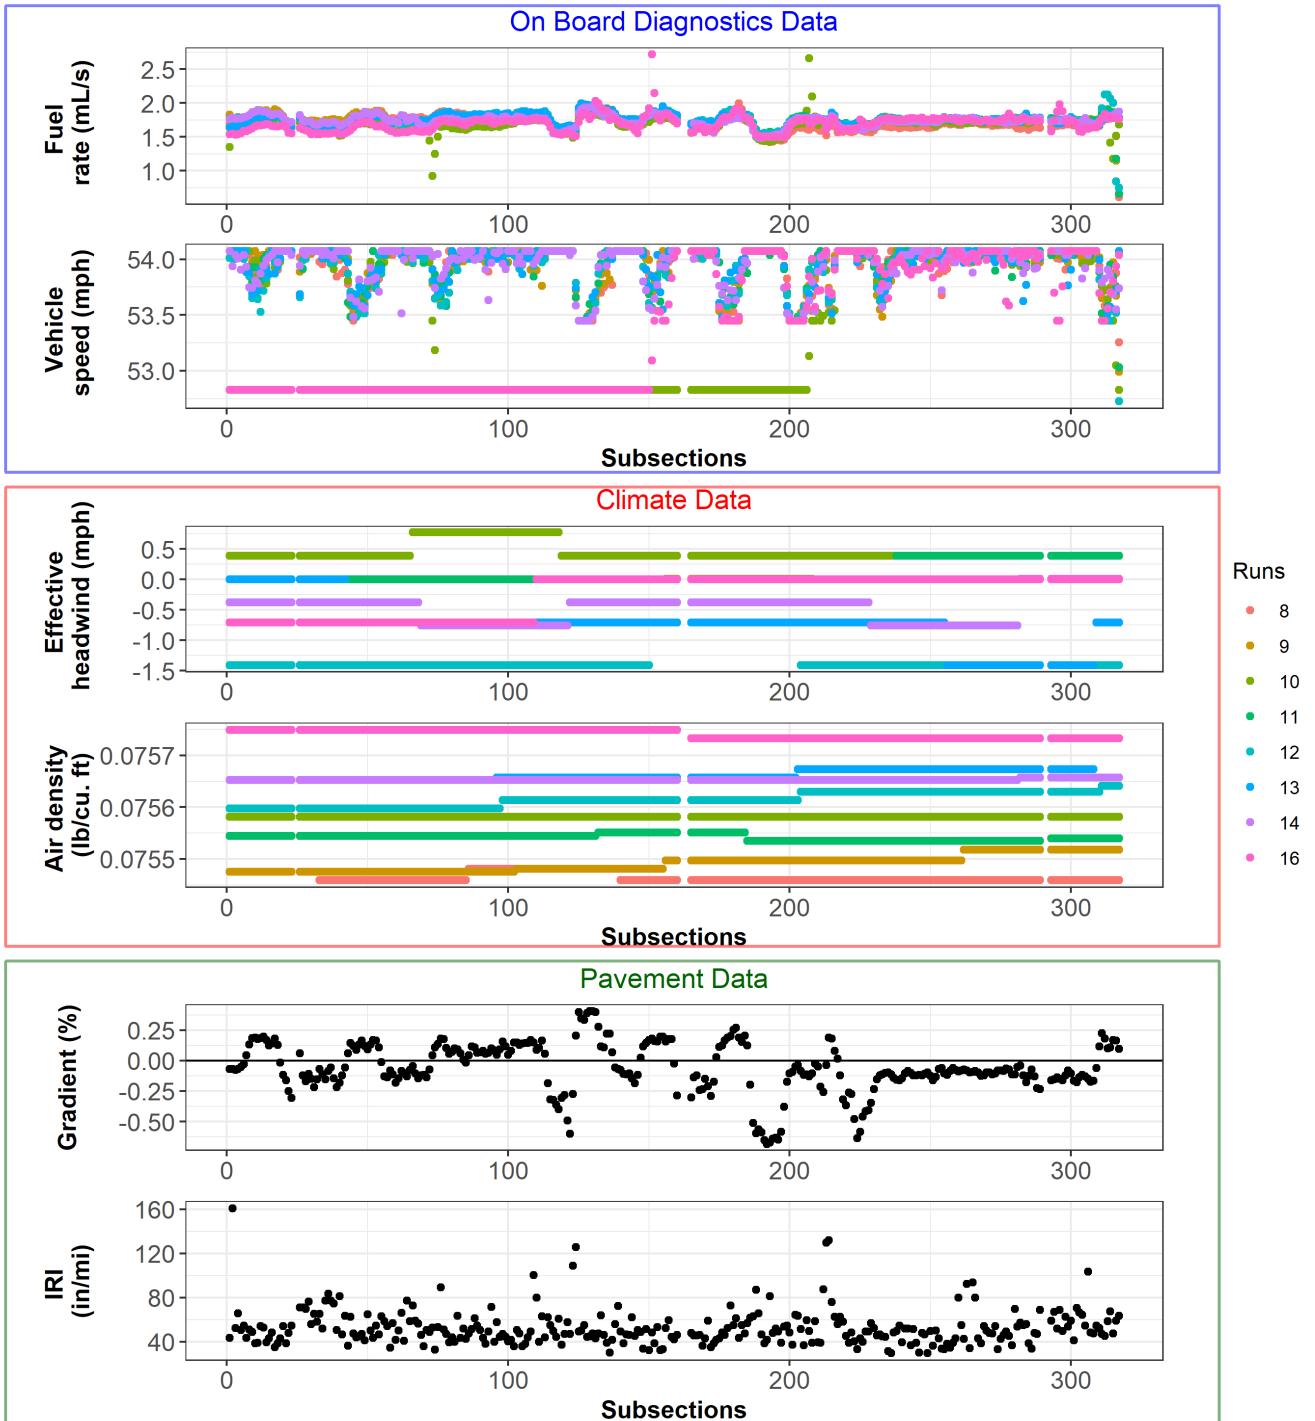 On Board Diagnostics Data
Fuel
rate (mL/s)
2.5
2.0
1.5
1.0
0 100 200 300
Vehicle
speed (mph)
54.0
53.5
53.0
0 100 200 300
Subsections
Climate Data
Effective
headwind (mph)
0.5
0.0
-0.5
-1.0
-1.5
0 100 200 300
Air density
(lb/cu. ft)
0.0757
0.0756
0.0755
0 100 200 300
Subsections
Runs
8
9
10
11
12
13
14
16
Pavement Data
Gradient (%)
0.25
0.00
-0.25
-0.50
0 100 200 300
IRI
(in/mi)
160
120
80
40
0 100 200 300
Subsections